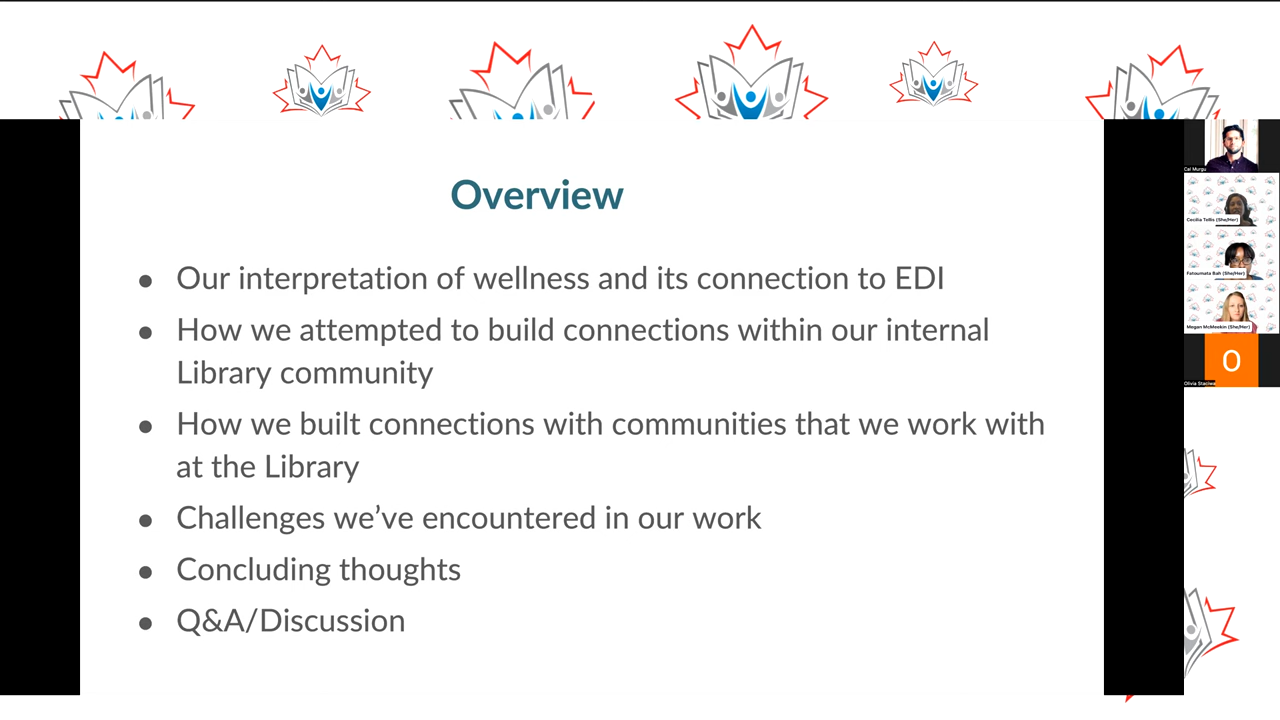 Overview
● Our interpretation of wellness and its connection to EDI
● How we attempted to build connections within our internal
Library community
● How we built connections with communities that we work with
at the Library
● Challenges we’ve encountered in our work
● Concluding thoughts
● Q&A/Discussion
Cal Murgu
Cecilia Tellis (She/Her)
Fatoumata Bah (She/Her)
Megan McMeekin (She/Her)
O
Olivia Staciwa